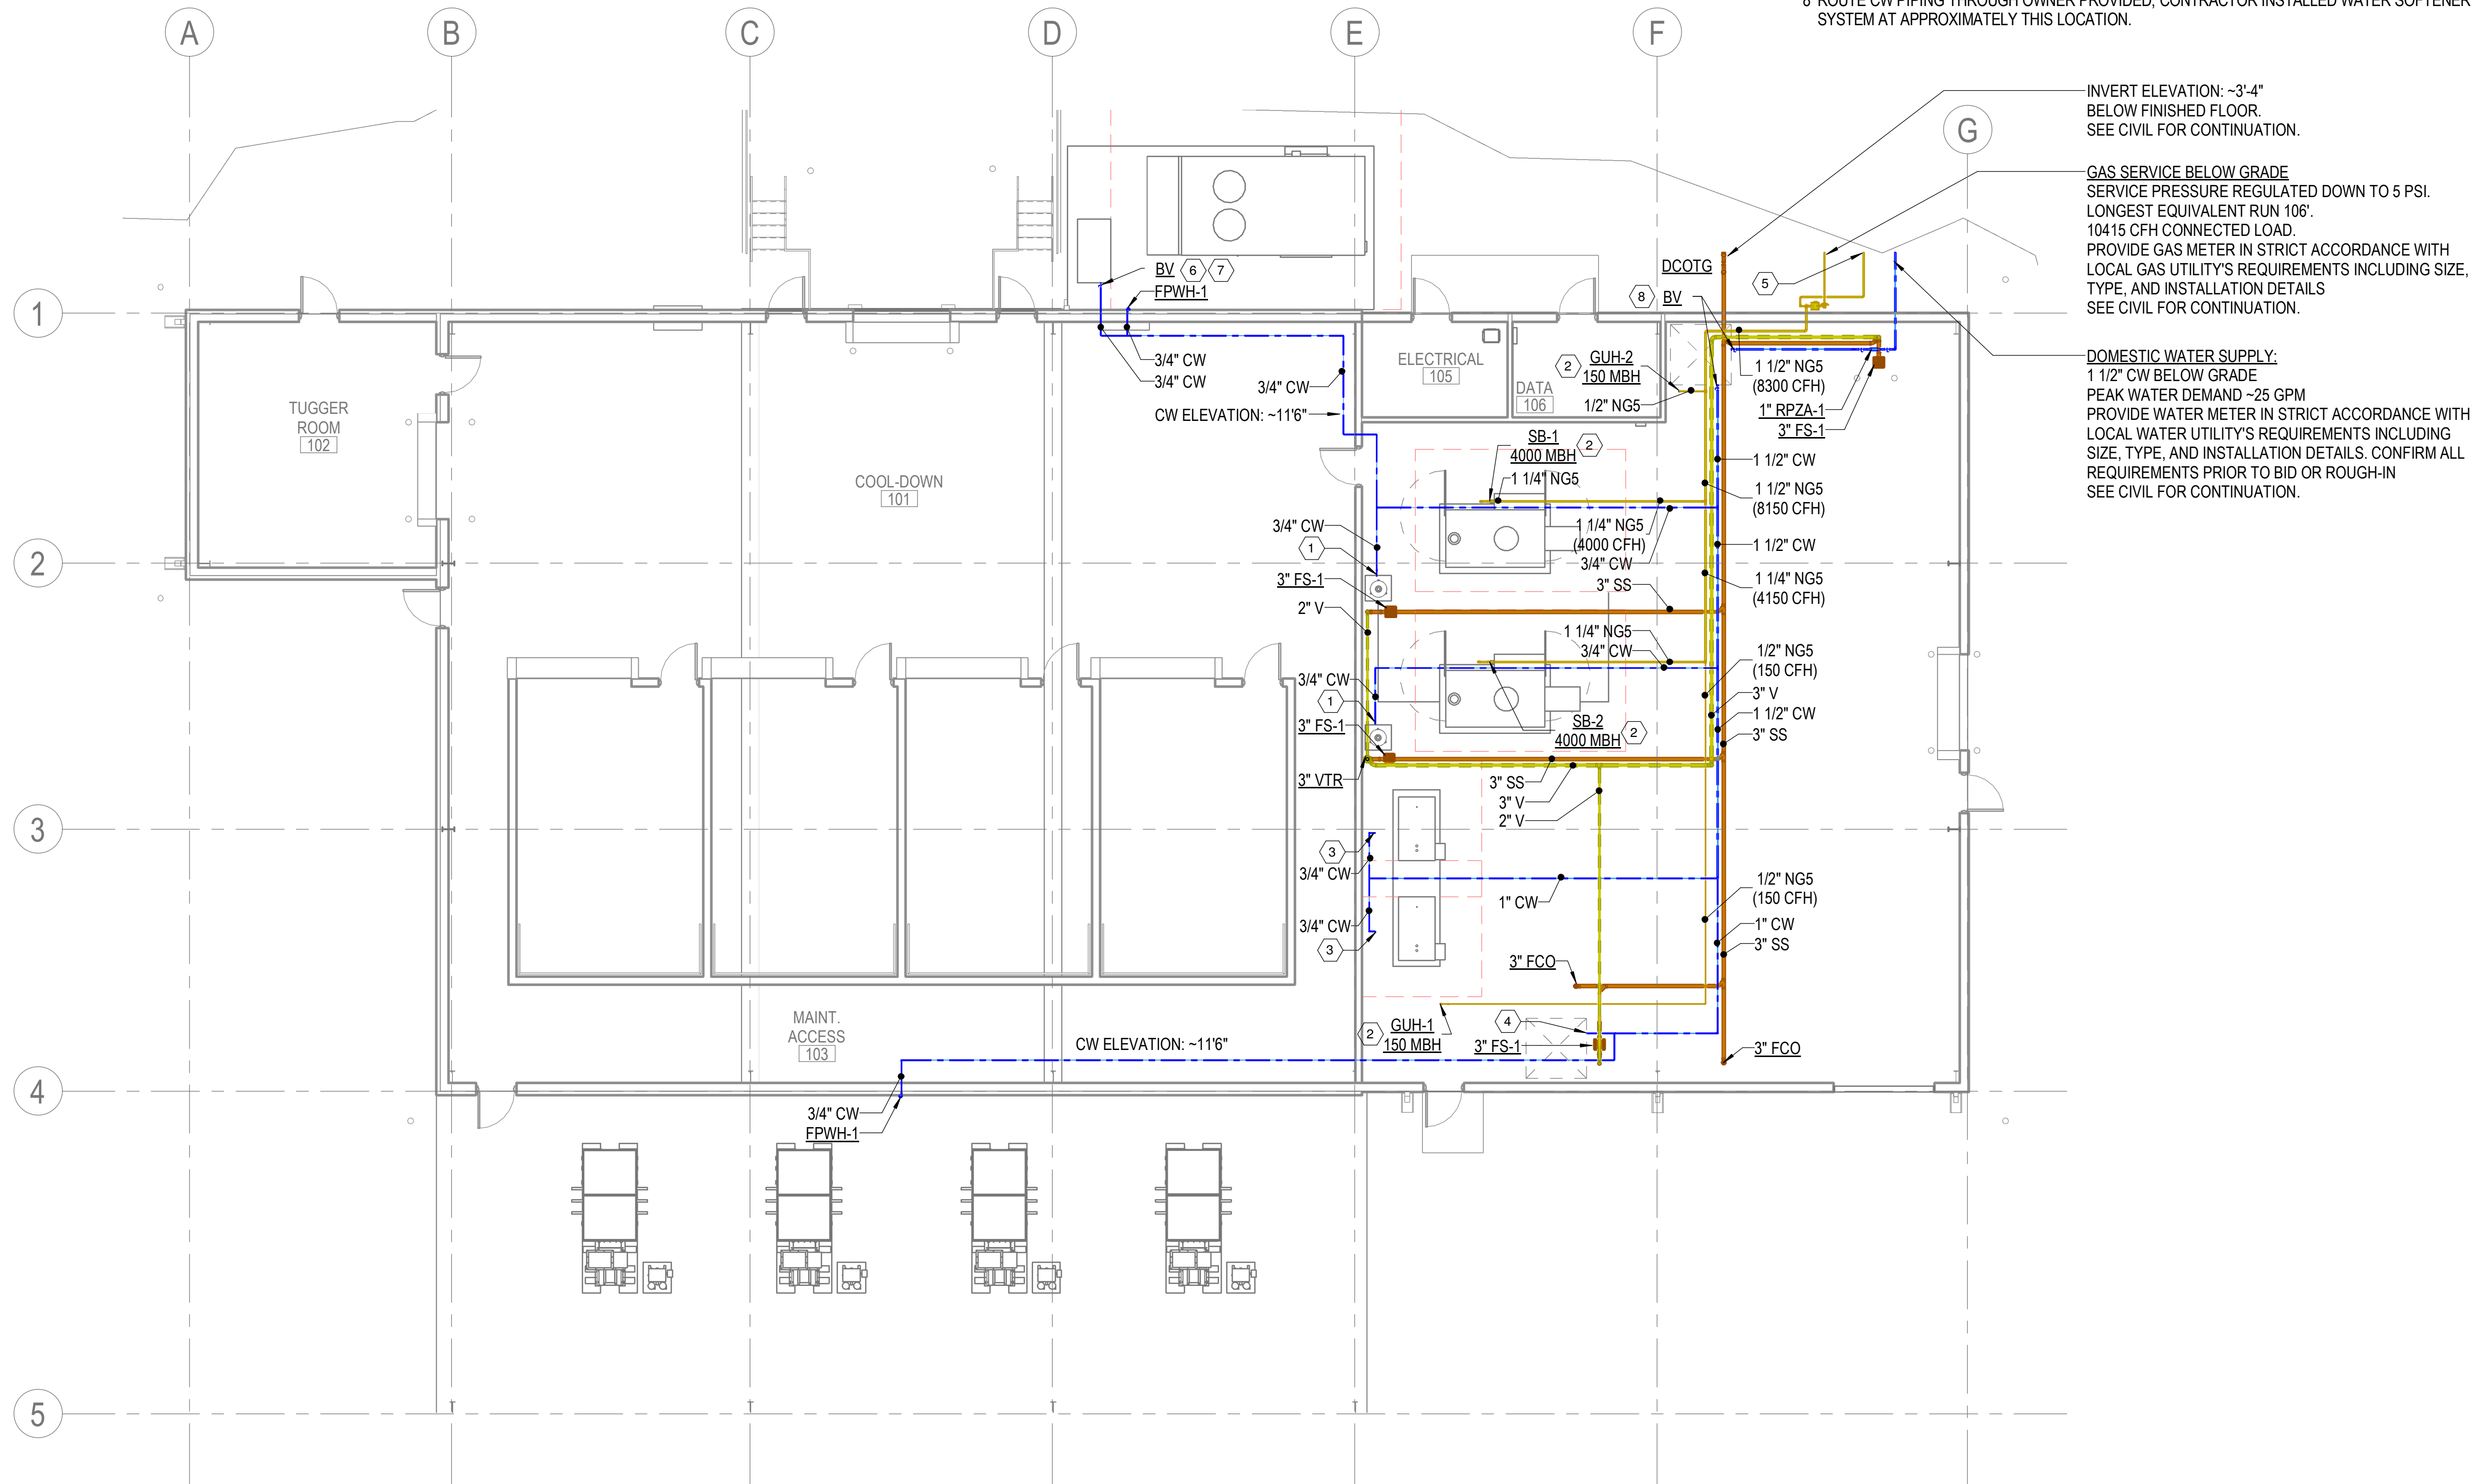 8 ROUTE CW PIPING THROUGH OWNER PROVIDED, CONTRACTOR INSTALLED WATER SOFTENER
SYSTEM AT APPROXIMATELY THIS LOCATION.
A
B
C
D
E
F
G
INVERT ELEVATION: ~3'-4"
BELOW FINISHED FLOOR.
SEE CIVIL FOR CONTINUATION.
GAS SERVICE BELOW GRADE
SERVICE PRESSURE REGULATED DOWN TO 5 PSI.
LONGEST EQUIVALENT RUN 106'.
10415 CFH CONNECTED LOAD.
PROVIDE GAS METER IN STRICT ACCORDANCE WITH
LOCAL GAS UTILITY'S REQUIREMENTS INCLUDING SIZE,
TYPE, AND INSTALLATION DETAILS
SEE CIVIL FOR CONTINUATION.
DOMESTIC WATER SUPPLY:
1 1/2" CW BELOW GRADE
PEAK WATER DEMAND ~25 GPM
PROVIDE WATER METER IN STRICT ACCORDANCE WITH
LOCAL WATER UTILITY'S REQUIREMENTS INCLUDING
SIZE, TYPE, AND INSTALLATION DETAILS. CONFIRM ALL
REQUIREMENTS PRIOR TO BID OR ROUGH-IN
SEE CIVIL FOR CONTINUATION.
BV 6 7
FPWH-1
DCOTG
8 BV
5
1
3/4" CW
3/4" CW
3/4" CW
CW ELEVATION: ~11'6"
ELECTRICAL
105
DATA
106
2 GUH-2
150 MBH
1/2" NG5
1 1/2" NG5
(8300 CFH)
1" RPZA-1
3" FS-1
TUGGER
ROOM
102
COOL-DOWN
101
SB-1
4000 MBH 2
1 1/4" NG5
1 1/2" CW
1 1/2" NG5
(8150 CFH)
3/4" CW
1
1 1/4" NG5
(4000 CFH)
3/4" CW
1 1/2" CW
2
3" FS-1
2" V
3" SS
1 1/4" NG5
(4150 CFH)
1 1/4" NG5
3/4" CW
1/2" NG5
(150 CFH)
3/4" CW
1
3" FS-1
SB-2
4000 MBH 2
3" V
1 1/2" CW
3" SS
3" VTR
3" SS
3" V
2" V
3
3
3/4" CW
1" CW
3/4" CW
3
1/2" NG5
(150 CFH)
1" CW
3" SS
3" FCO
MAINT.
ACCESS
103
CW ELEVATION: ~11'6"
2 GUH-1
150 MBH
4
3" FS-1
3" FCO
4
3/4" CW
FPWH-1
5